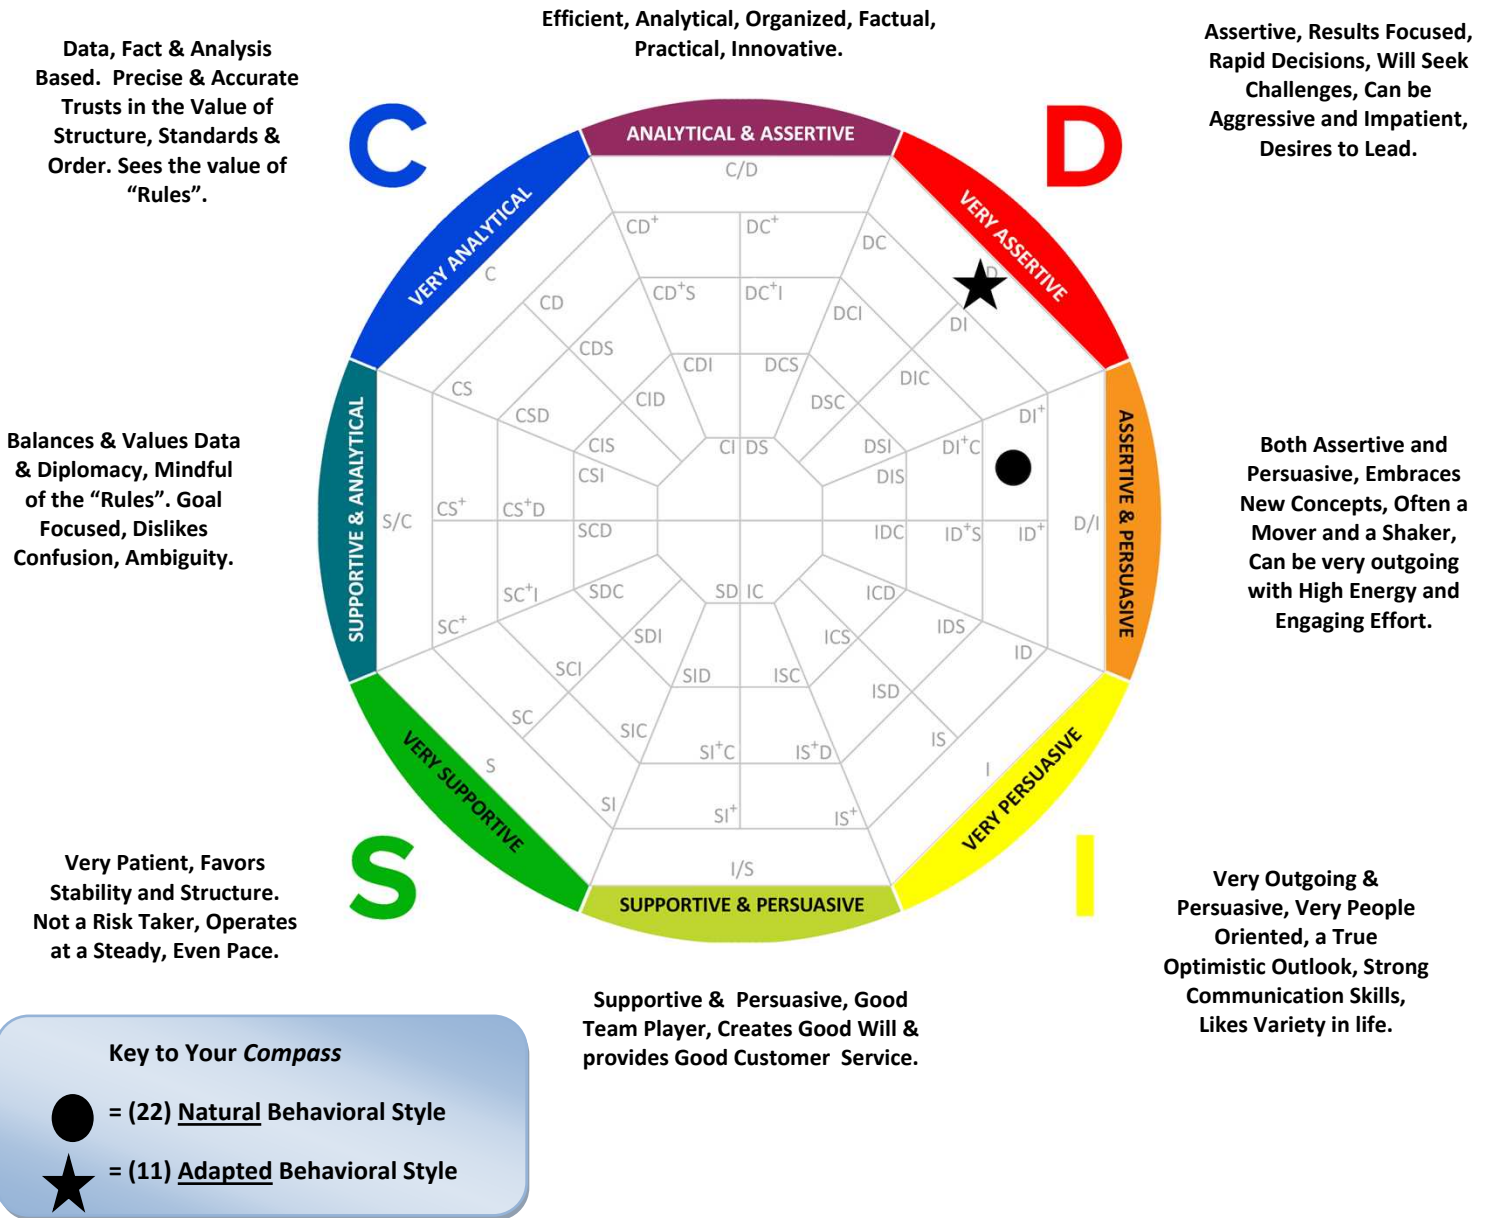 Efficient, Analytical, Organized, Factual,
Practical, Innovative.
Data, Fact & Analysis
Based. Precise & Accurate
Trusts in the Value of
Structure, Standards &
Order. Sees the value of
“Rules”.
Assertive, Results Focused,
Rapid Decisions, Will Seek
Challenges, Can be
Aggressive and Impatient,
Desires to Lead.
C
D
ANALYTICAL & ASSERTIVE
VERY ANALYTICAL
VERY ASSERTIVE
C/D
CD+
DC+
DC
C
D
CD
CD+S
DC+I
DCI
DI
CDS
CDI
DCS
DIC
CS
CID
DSC
DI+
CSD
CIS
CI
DS
DSI
DI+C
CSI
DIS
SUPPORTIVE & ANALYTICAL
ASSERTIVE & PERSUASIVE
S/C
CS+
CS+D
SCD
IDC
ID+S
ID+
D/I
SC+I
SDC
SD
IC
ICD
SC+
SDI
ICS
IDS
SCI
SID
ISC
ISD
ID
SC
SIC
SI+C
IS+D
IS
S
I
SI
SI+
IS+
I/S
VERY SUPPORTIVE
VERY PERSUASIVE
SUPPORTIVE & PERSUASIVE
S
I
Balances & Values Data
& Diplomacy, Mindful
of the “Rules”. Goal
Focused, Dislikes
Confusion, Ambiguity.
Both Assertive and
Persuasive, Embraces
New Concepts, Often a
Mover and a Shaker,
Can be very outgoing
with High Energy and
Engaging Effort.
Very Patient, Favors
Stability and Structure.
Not a Risk Taker, Operates
at a Steady, Even Pace.
Very Outgoing &
Persuasive, Very People
Oriented, a True
Optimistic Outlook, Strong
Communication Skills,
Likes Variety in life.
Supportive & Persuasive, Good
Team Player, Creates Good Will &
provides Good Customer Service.
Key to Your Compass
= (22) Natural Behavioral Style
= (11) Adapted Behavioral Style